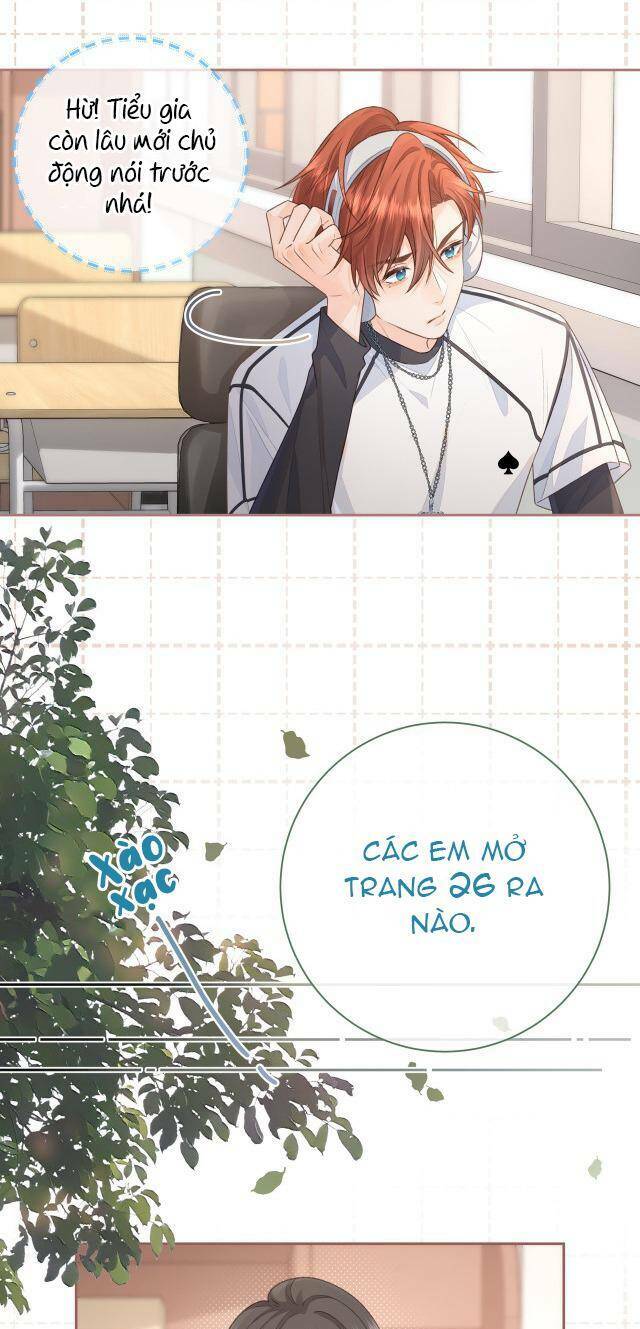 Hừ! Tiểu gia
còn lâu mới chủ
động nói trước
nhá!
Xào
xạc
CÁC EM MỞ
TRANG 26 RA
NÀO.